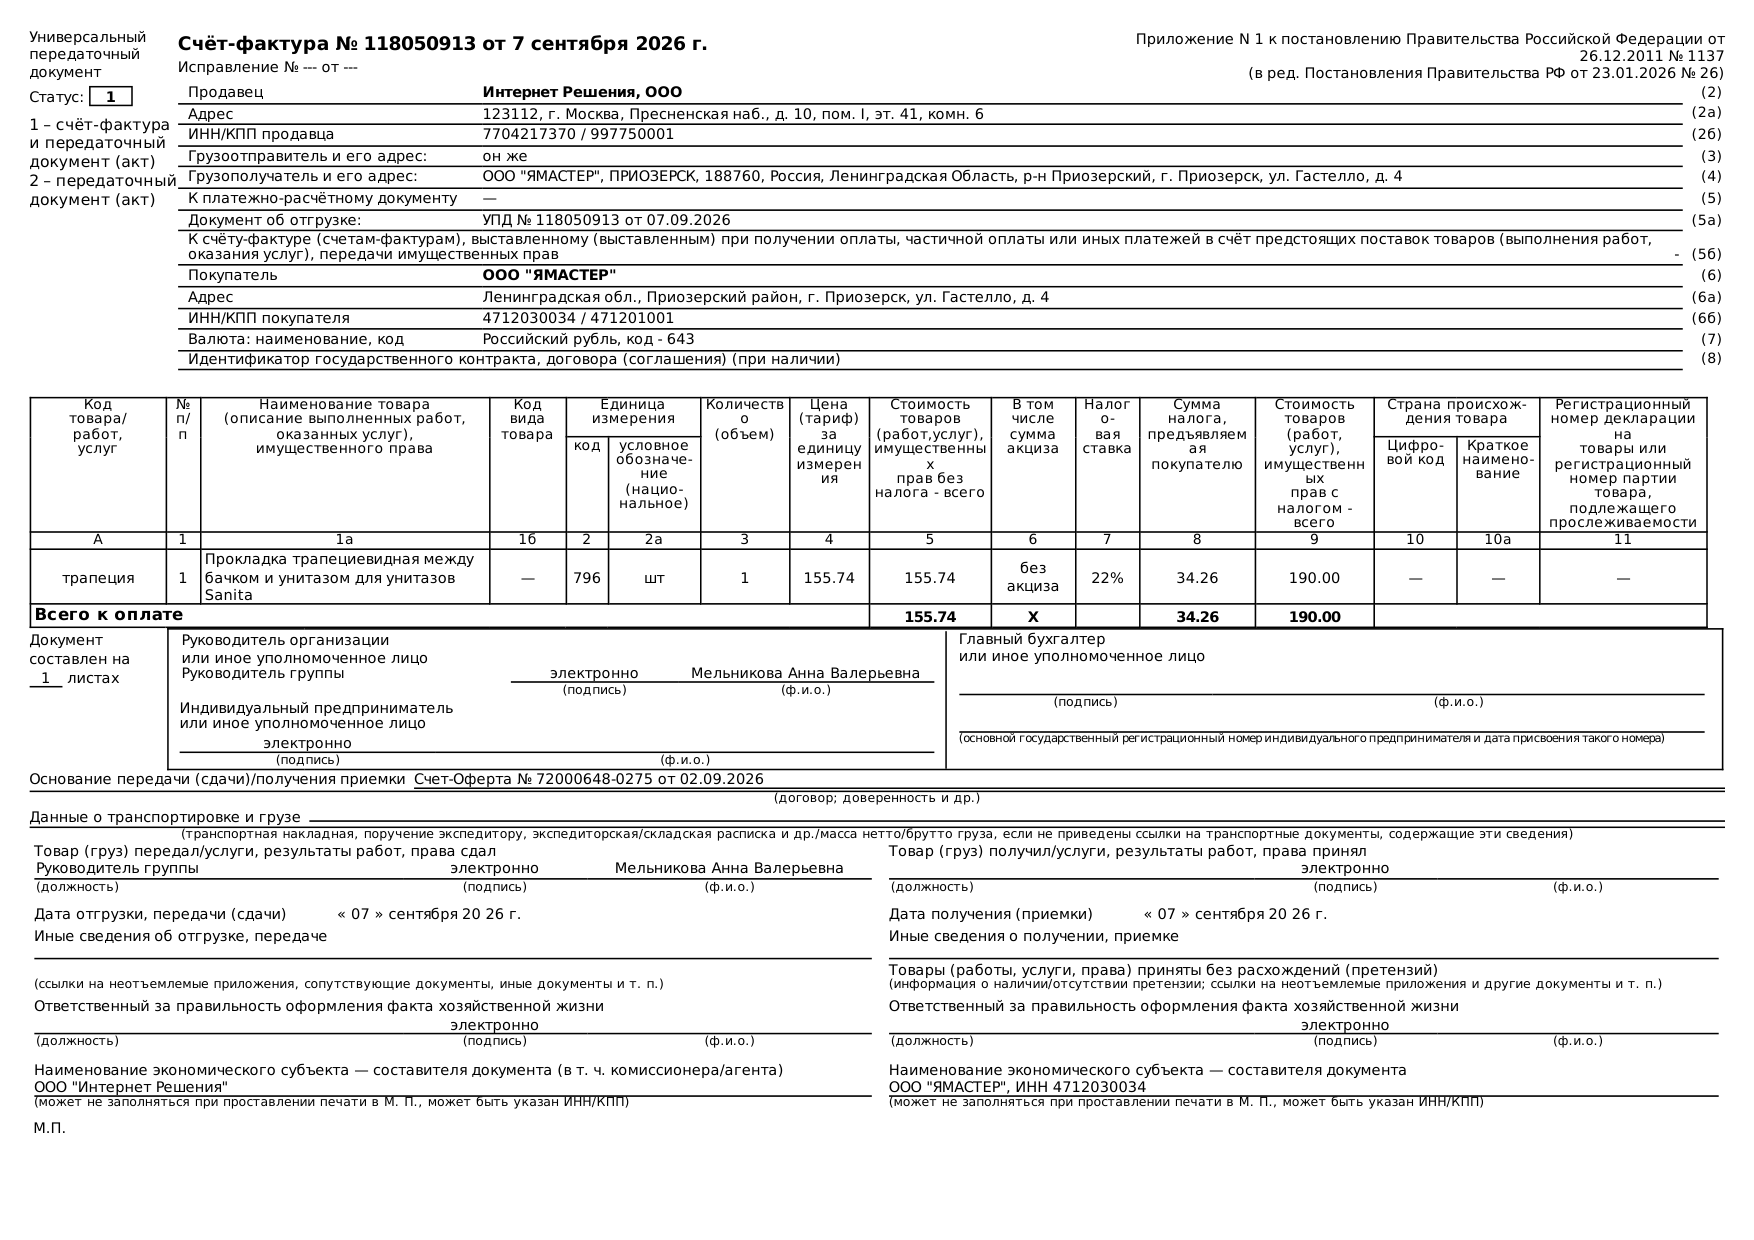 Универсальный
передаточный
документ
Статус: 1
1 – счёт-фактура
и передаточный
документ (акт)
2 – передаточный
документ (акт)
Счёт-фактура № 118050913 от 7 сентября 2026 г.
Исправление № --- от ---
Приложение N 1 к постановлению Правительства Российской Федерации от
26.12.2011 № 1137
(в ред. Постановления Правительства РФ от 23.01.2026 № 26)
Продавец Интернет Решения, ООО (2)
Адрес 123112, г. Москва, Пресненская наб., д. 10, пом. I, эт. 41, комн. 6 (2а)
ИНН/КПП продавца 7704217370 / 997750001 (2б)
Грузоотправитель и его адрес: он же (3)
Грузополучатель и его адрес: ООО "ЯМАСТЕР", ПРИОЗЕРСК, 188760, Россия, Ленинградская Область, р-н Приозерский, г. Приозерск, ул. Гастелло, д. 4 (4)
К платежно-расчётному документу — (5)
Документ об отгрузке: УПД № 118050913 от 07.09.2026 (5а)
К счёту-фактуре (счетам-фактурам), выставленному (выставленным) при получении оплаты, частичной оплаты или иных платежей в счёт предстоящих поставок товаров (выполнения работ,
оказания услуг), передачи имущественных прав - (5б)
Покупатель ООО "ЯМАСТЕР" (6)
Адрес Ленинградская обл., Приозерский район, г. Приозерск, ул. Гастелло, д. 4 (6а)
ИНН/КПП покупателя 4712030034 / 471201001 (6б)
Валюта: наименование, код Российский рубль, код - 643 (7)
Идентификатор государственного контракта, договора (соглашения) (при наличии) (8)
Код
товара/
работ,
услуг
№
п/
п
Наименование товара
(описание выполненных работ,
оказанных услуг),
имущественного права
Код
вида
товара
Единица
измерения
код
условное
обозначе-
ние
(нацио-
нальное)
Количеств
о
(объем)
Цена
(тариф)
за
единицу
измерен
ия
Стоимость
товаров
(работ,услуг),
имущественны
х
прав без
налога - всего
В том
числе
сумма
акциза
Налог
о-
вая
ставка
Сумма
налога,
предъявляем
ая
покупателю
Стоимость
товаров
(работ,
услуг),
имущественн
ых
прав с
налогом -
всего
Страна происхож-
дения товара
Цифро-
вой код
Краткое
наимено-
вание
Регистрационный
номер декларации
на
товары или
регистрационный
номер партии
товара,
подлежащего
прослеживаемости
А 1 1а 1б 2 2а 3 4 5 6 7 8 9 10 10а 11
трапеция 1
Прокладка трапециевидная между
бачком и унитазом для унитазов
Sanita
— 796 шт 1 155.74 155.74
без
акциза
22% 34.26 190.00 — — —
Всего к оплате 155.74 Х 34.26 190.00
Документ
составлен на
1 листах
Руководитель организации
или иное уполномоченное лицо
Руководитель группы электронно Мельникова Анна Валерьевна
(подпись) (ф.и.о.)
Индивидуальный предприниматель
или иное уполномоченное лицо
электронно
(подпись) (ф.и.о.)
Главный бухгалтер
или иное уполномоченное лицо
(подпись) (ф.и.о.)
(основной государственный регистрационный номер индивидуального предпринимателя и дата присвоения такого номера)
Основание передачи (сдачи)/получения приемки Счет-Оферта № 72000648-0275 от 02.09.2026
(договор; доверенность и др.)
Данные о транспортировке и грузе
(транспортная накладная, поручение экспедитору, экспедиторская/складская расписка и др./масса нетто/брутто груза, если не приведены ссылки на транспортные документы, содержащие эти сведения)
Товар (груз) передал/услуги, результаты работ, права сдал
Руководитель группы электронно Мельникова Анна Валерьевна
(должность) (подпись) (ф.и.о.)
Дата отгрузки, передачи (сдачи) « 07 » сентября 20 26 г.
Иные сведения об отгрузке, передаче
(ссылки на неотъемлемые приложения, сопутствующие документы, иные документы и т. п.)
Ответственный за правильность оформления факта хозяйственной жизни
электронно
(должность) (подпись) (ф.и.о.)
Наименование экономического субъекта — составителя документа (в т. ч. комиссионера/агента)
ООО "Интернет Решения"
(может не заполняться при проставлении печати в М. П., может быть указан ИНН/КПП)
М.П.
Товар (груз) получил/услуги, результаты работ, права принял
электронно
(должность) (подпись) (ф.и.о.)
Дата получения (приемки) « 07 » сентября 20 26 г.
Иные сведения о получении, приемке
Товары (работы, услуги, права) приняты без расхождений (претензий)
(информация о наличии/отсутствии претензии; ссылки на неотъемлемые приложения и другие документы и т. п.)
Ответственный за правильность оформления факта хозяйственной жизни
электронно
(должность) (подпись) (ф.и.о.)
Наименование экономического субъекта — составителя документа
ООО "ЯМАСТЕР", ИНН 4712030034
(может не заполняться при проставлении печати в М. П., может быть указан ИНН/КПП)